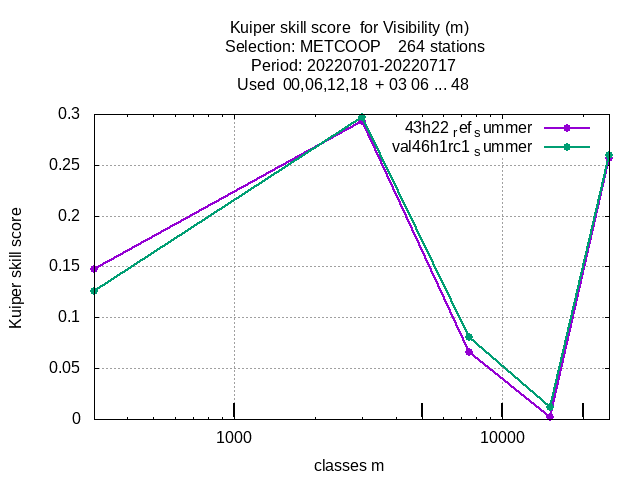 Kuiper skill score for Visibility (m)
Selection: METCOOP 264 stations
Period: 20220701-20220717
Used 00,06,12,18 + 03 06 ... 48
43h22refsummer
val46h1rc1summer
Kuiper skill score
0.3
0.25
0.2
0.15
0.1
0.05
0
1000 10000
classes m